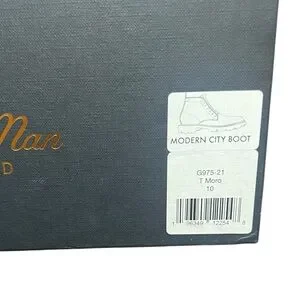 Man
D
MODERN CITY BOOT
G975-21
T Moro
10